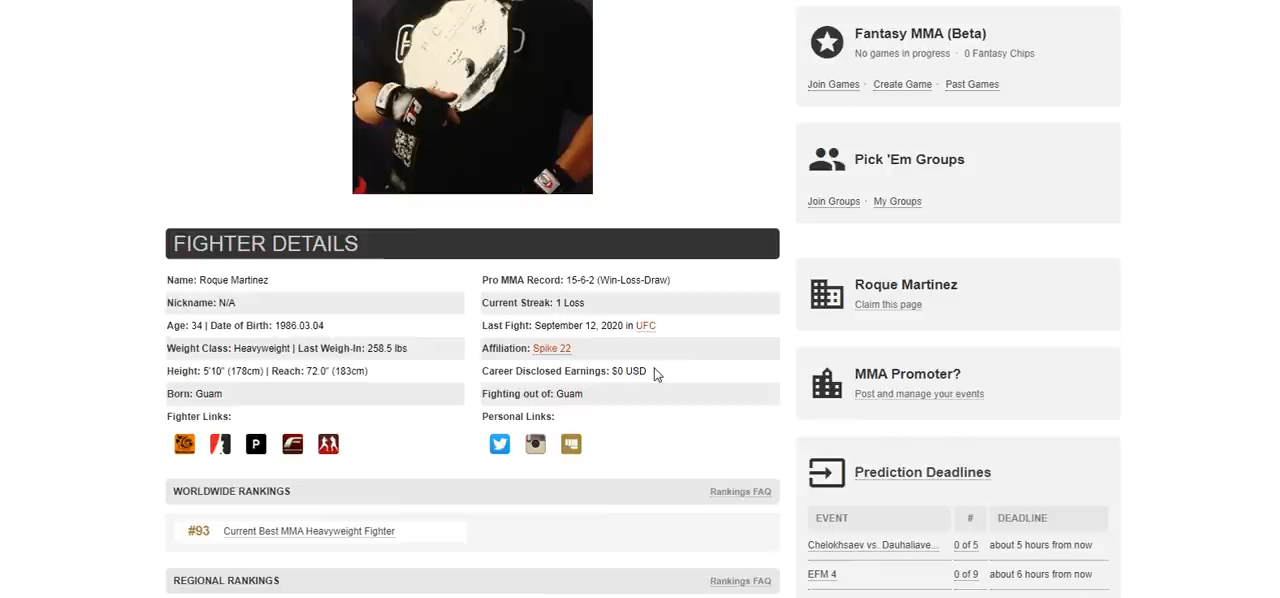 Fantasy MMA (Beta)
No games in progress · 0 Fantasy Chips
Join Games · Create Game · Past Games
Pick 'Em Groups
Join Groups · My Groups
FIGHTER DETAILS
Name: Roque Martinez
Pro MMA Record: 15-6-2 (Win-Loss-Draw)
Nickname: N/A
Current Streak: 1 Loss
Age: 34 | Date of Birth: 1986.03.04
Last Fight: September 12, 2020 in UFC
Weight Class: Heavyweight | Last Weigh-In: 258.5 lbs
Affiliation: Spike 22
Height: 5'10" (178cm) | Reach: 72.0" (183cm)
Career Disclosed Earnings: $0 USD
Born: Guam
Fighting out of: Guam
Fighter Links:
Personal Links:
P
WORLDWIDE RANKINGS
Rankings FAQ
#93 Current Best MMA Heavyweight Fighter
REGIONAL RANKINGS
Rankings FAQ
Roque Martinez
Claim this page
MMA Promoter?
Post and manage your events
Prediction Deadlines
EVENT # DEADLINE
Chelokhsaev vs. Dauhaliave... 0 of 5 about 5 hours from now
EFM 4 0 of 9 about 6 hours from now